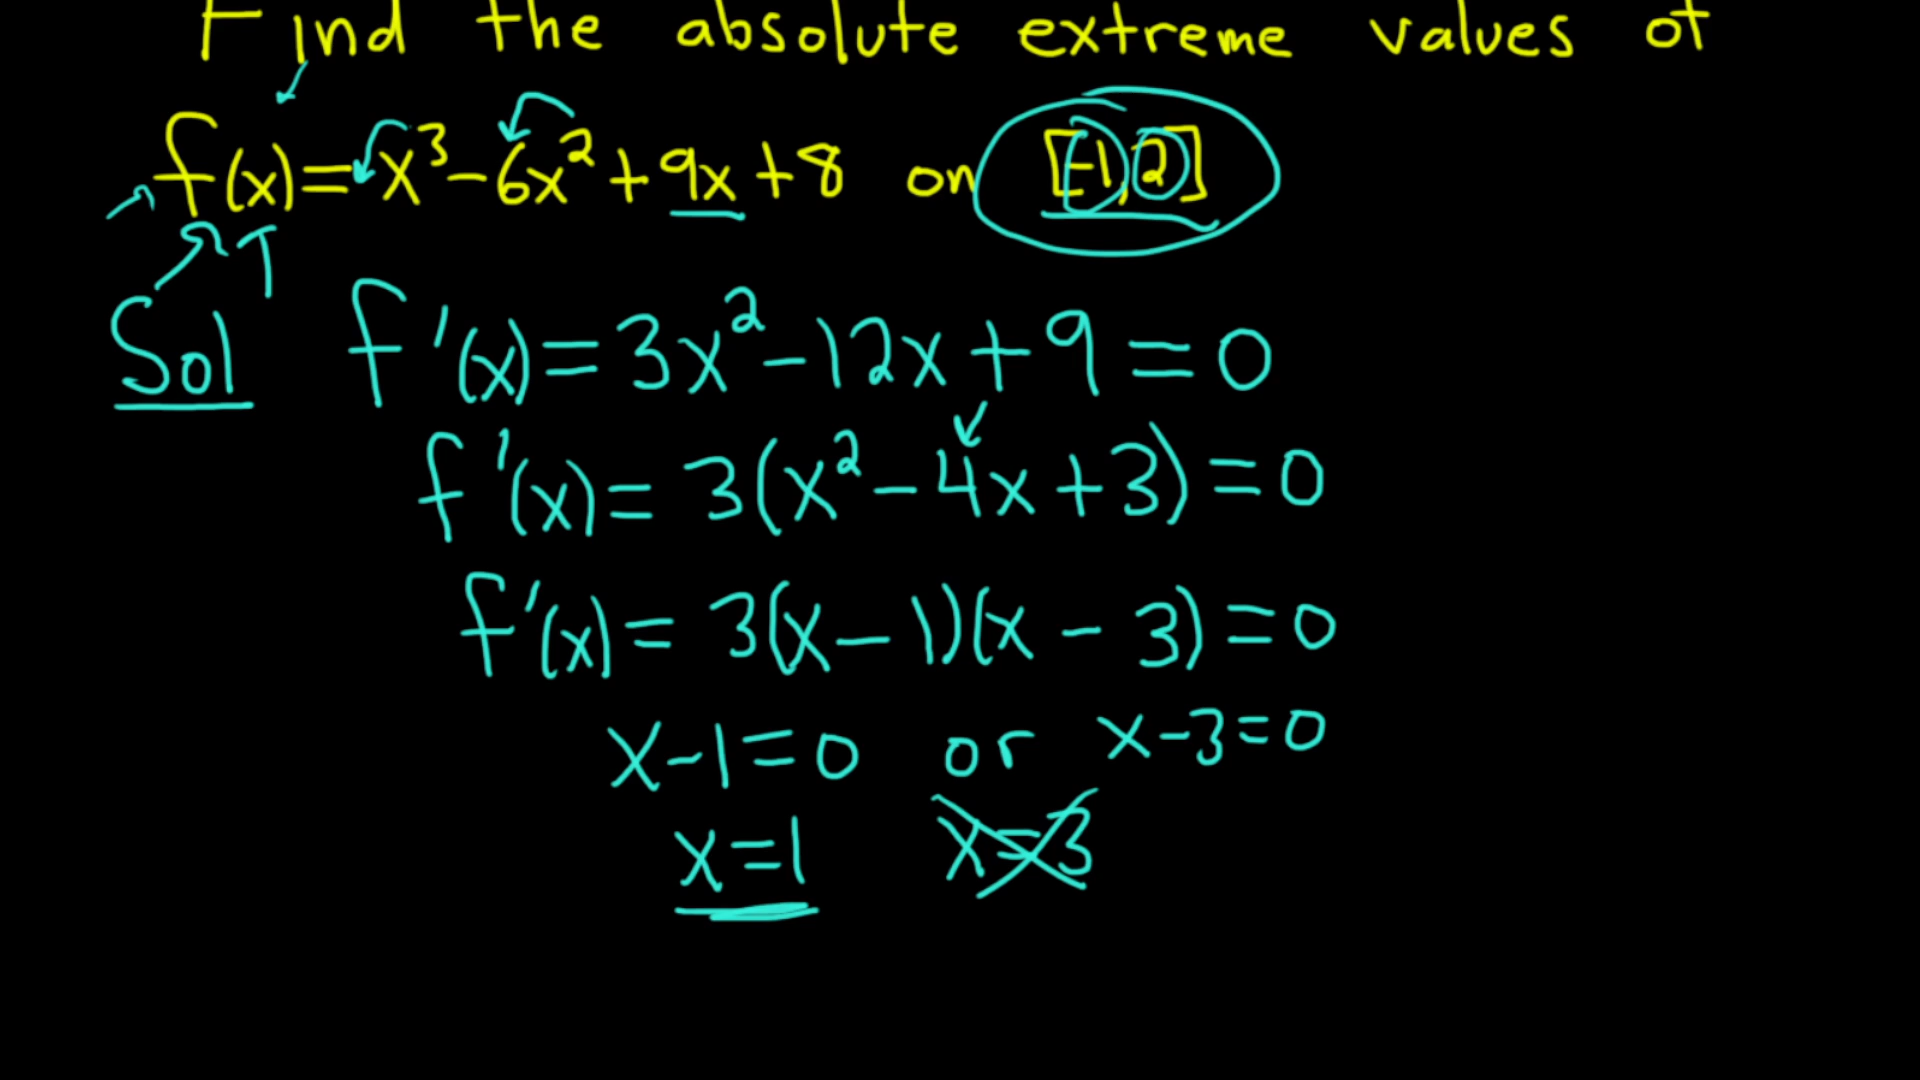 Find the absolute extreme values of
f(x) = x³ - 6x² + 9x + 8 on [-1, 2]
Sol f'(x) = 3x² - 12x + 9 = 0
f'(x) = 3(x² - 4x + 3) = 0
f'(x) = 3(x - 1)(x - 3) = 0
x - 1 = 0 or x - 3 = 0
x = 1 x = 3